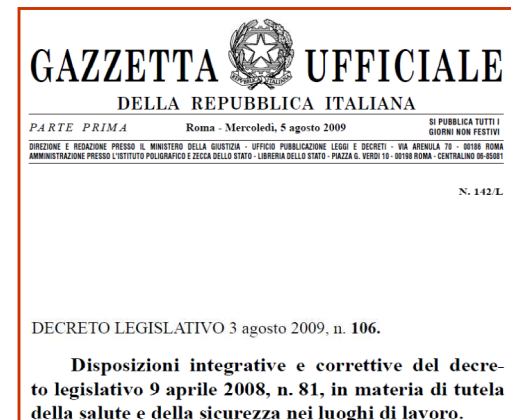 GAZZETTA UFFICIALE
DELLA REPUBBLICA ITALIANA
PARTE PRIMA
Roma - Mercoledì, 5 agosto 2009
SI PUBBLICA TUTTI I
GIORNI NON FESTIVI
DIREZIONE E REDAZIONE PRESSO IL MINISTERO DELLA GIUSTIZIA - UFFICIO PUBBLICAZIONE LEGGI E DECRETI - VIA ARENULA 70 - 00186 ROMA
AMMINISTRAZIONE PRESSO L'ISTITUTO POLIGRAFICO E ZECCA DELLO STATO - LIBRERIA DELLO STATO - PIAZZA G. VERDI 10 - 00198 ROMA - CENTRALINO 06-85081
N. 142/L
DECRETO LEGISLATIVO 3 agosto 2009, n. 106.
Disposizioni integrative e correttive del decre-
to legislativo 9 aprile 2008, n. 81, in materia di tutela
della salute e della sicurezza nei luoghi di lavoro.